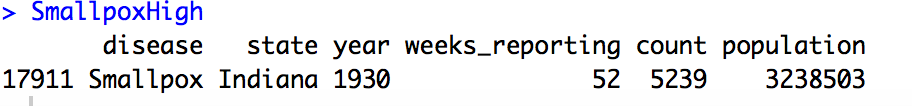 > SmallpoxHigh
disease state year weeks_reporting count population
17911 Smallpox Indiana 1930 52 5239 3238503